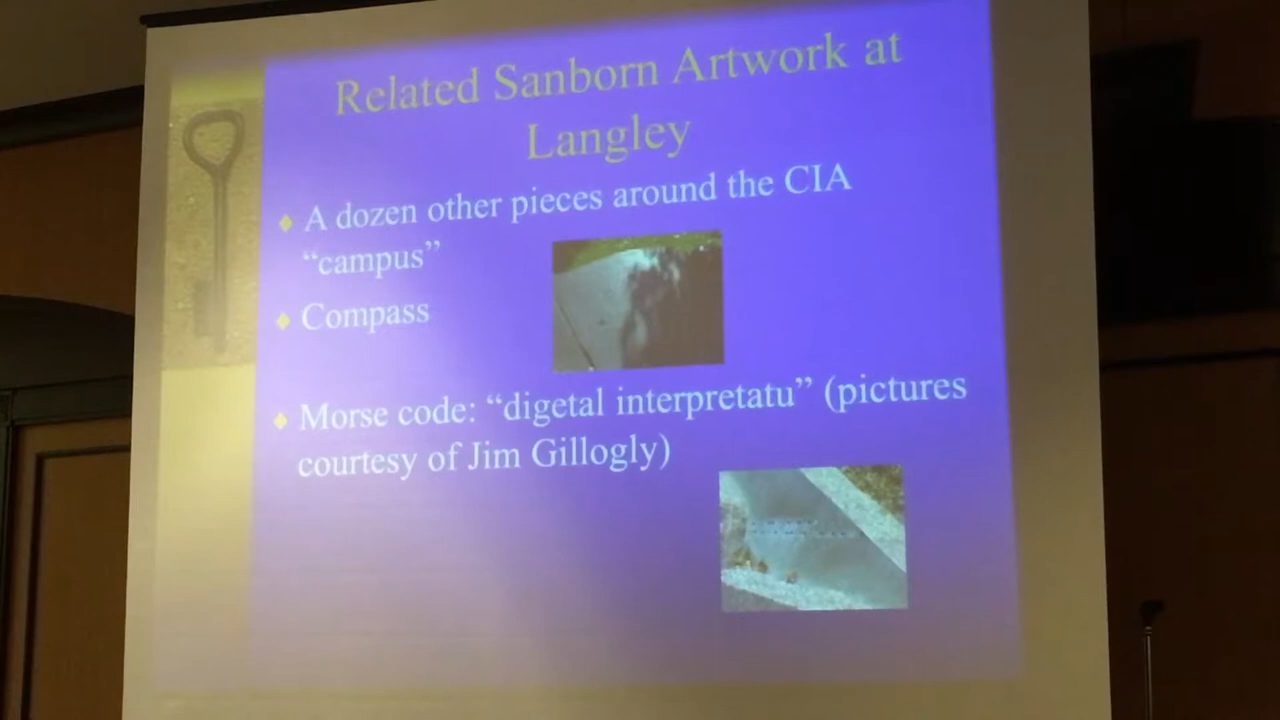 Related Sanborn Artwork at
Langley
A dozen other pieces around the CIA
“campus”
Compass
Morse code: “digetal interpretatu” (pictures
courtesy of Jim Gillogly)